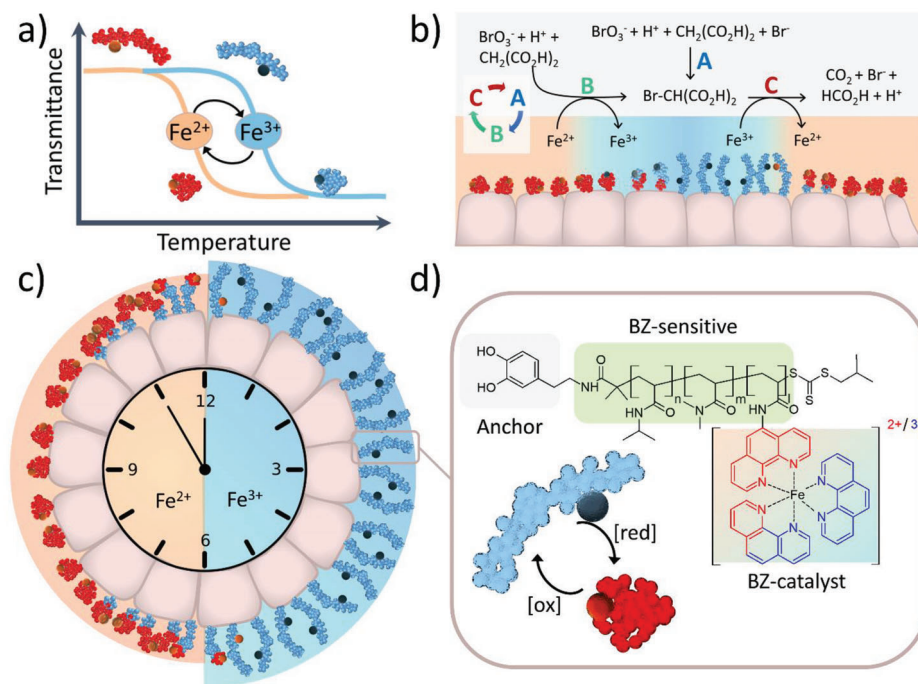 a)
Transmittance
Fe²⁺
Fe³⁺
Temperature
b)
BrO₃⁻ + H⁺ +
CH₂(CO₂H)₂
BrO₃⁻ + H⁺ + CH₂(CO₂H)₂ + Br⁻
A
B
C
Br-CH(CO₂H)₂
CO₂ + Br⁻ +
HCO₂H + H⁺
C A
B
Fe²⁺
Fe³⁺
Fe³⁺
Fe²⁺
c)
12
9
3
6
Fe²⁺
Fe³⁺
d)
BZ-sensitive
HO
HO
NH
O
n
m
l
S
S
S
HN
O
N
O
NH
O
Anchor
2+/3
N
N
N
N
N
N
Fe
BZ-catalyst
[red]
[ox]